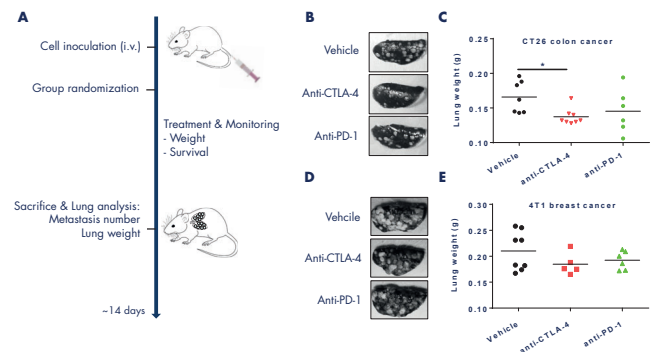 A
Cell inoculation (i.v.)
Group randomization
Treatment & Monitoring
- Weight
- Survival
Sacrifice & Lung analysis:
Metastasis number
Lung weight
~14 days
B
Vehicle
Anti-CTLA-4
Anti-PD-1
C
CT26 colon cancer
Lung weight (g)
0.25
0.20
0.15
0.10
*
Vehicle
anti-CTLA-4
anti-PD-1
D
Vehcile
Anti-CTLA-4
Anti-PD-1
E
4T1 breast cancer
Lung weight (g)
0.30
0.25
0.20
0.15
0.10
Vehicle
anti-CTLA-4
anti-PD-1